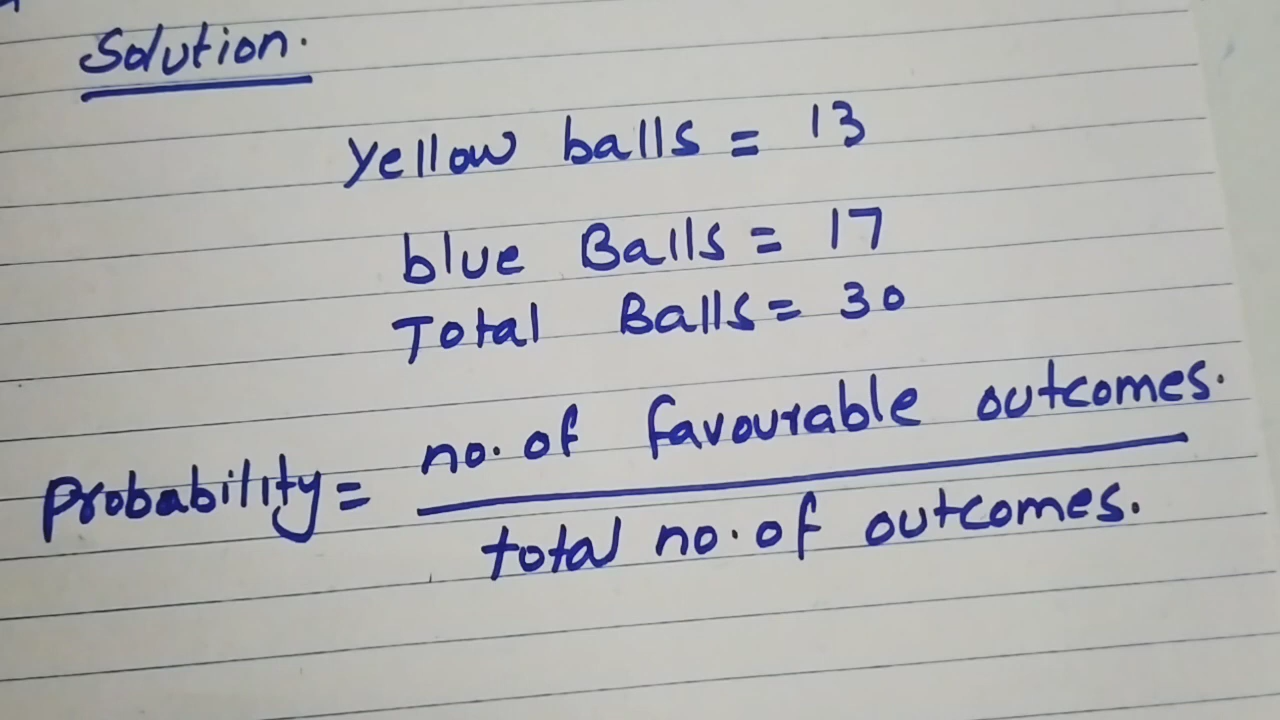 Solution.
Yellow balls = 13
blue Balls = 17
Total Balls = 30
Probability = no. of favourable outcomes.
total no. of outcomes.